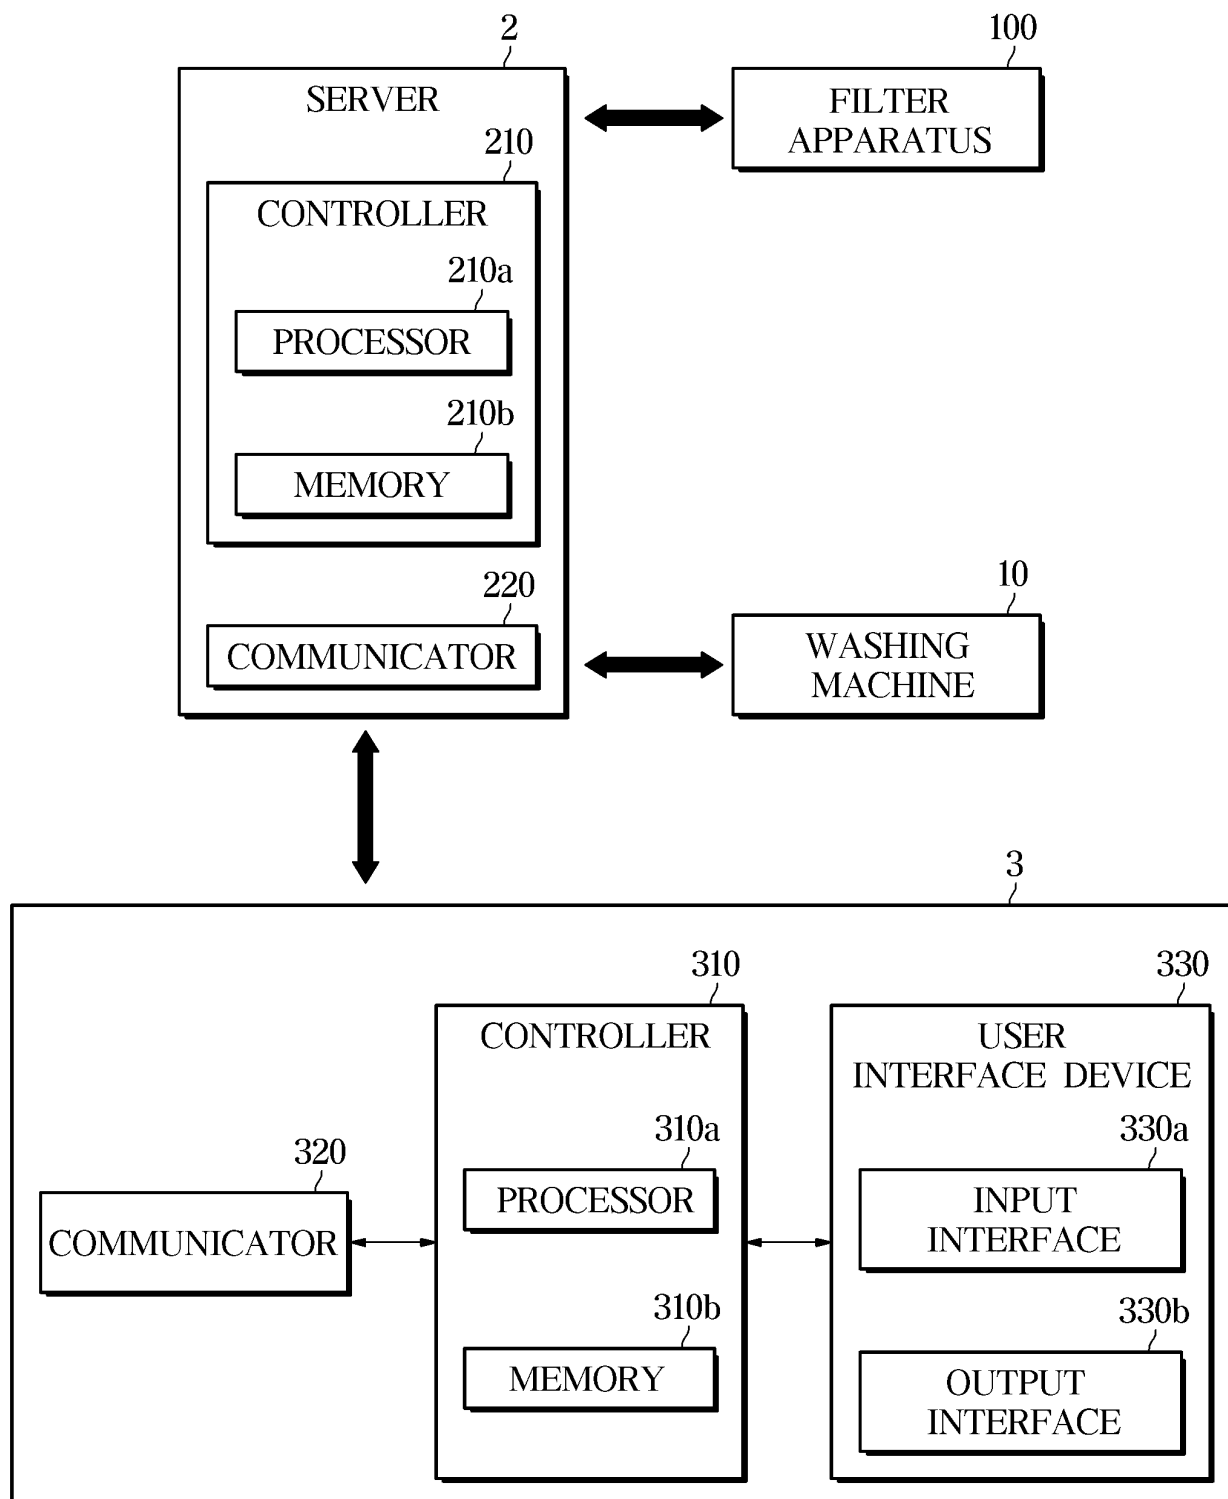 2
SERVER
210
CONTROLLER
210a
PROCESSOR
210b
MEMORY
220
COMMUNICATOR
100
FILTER
APPARATUS
10
WASHING
MACHINE
3
320
COMMUNICATOR
310
CONTROLLER
310a
PROCESSOR
310b
MEMORY
330
USER
INTERFACE DEVICE
330a
INPUT
INTERFACE
330b
OUTPUT
INTERFACE